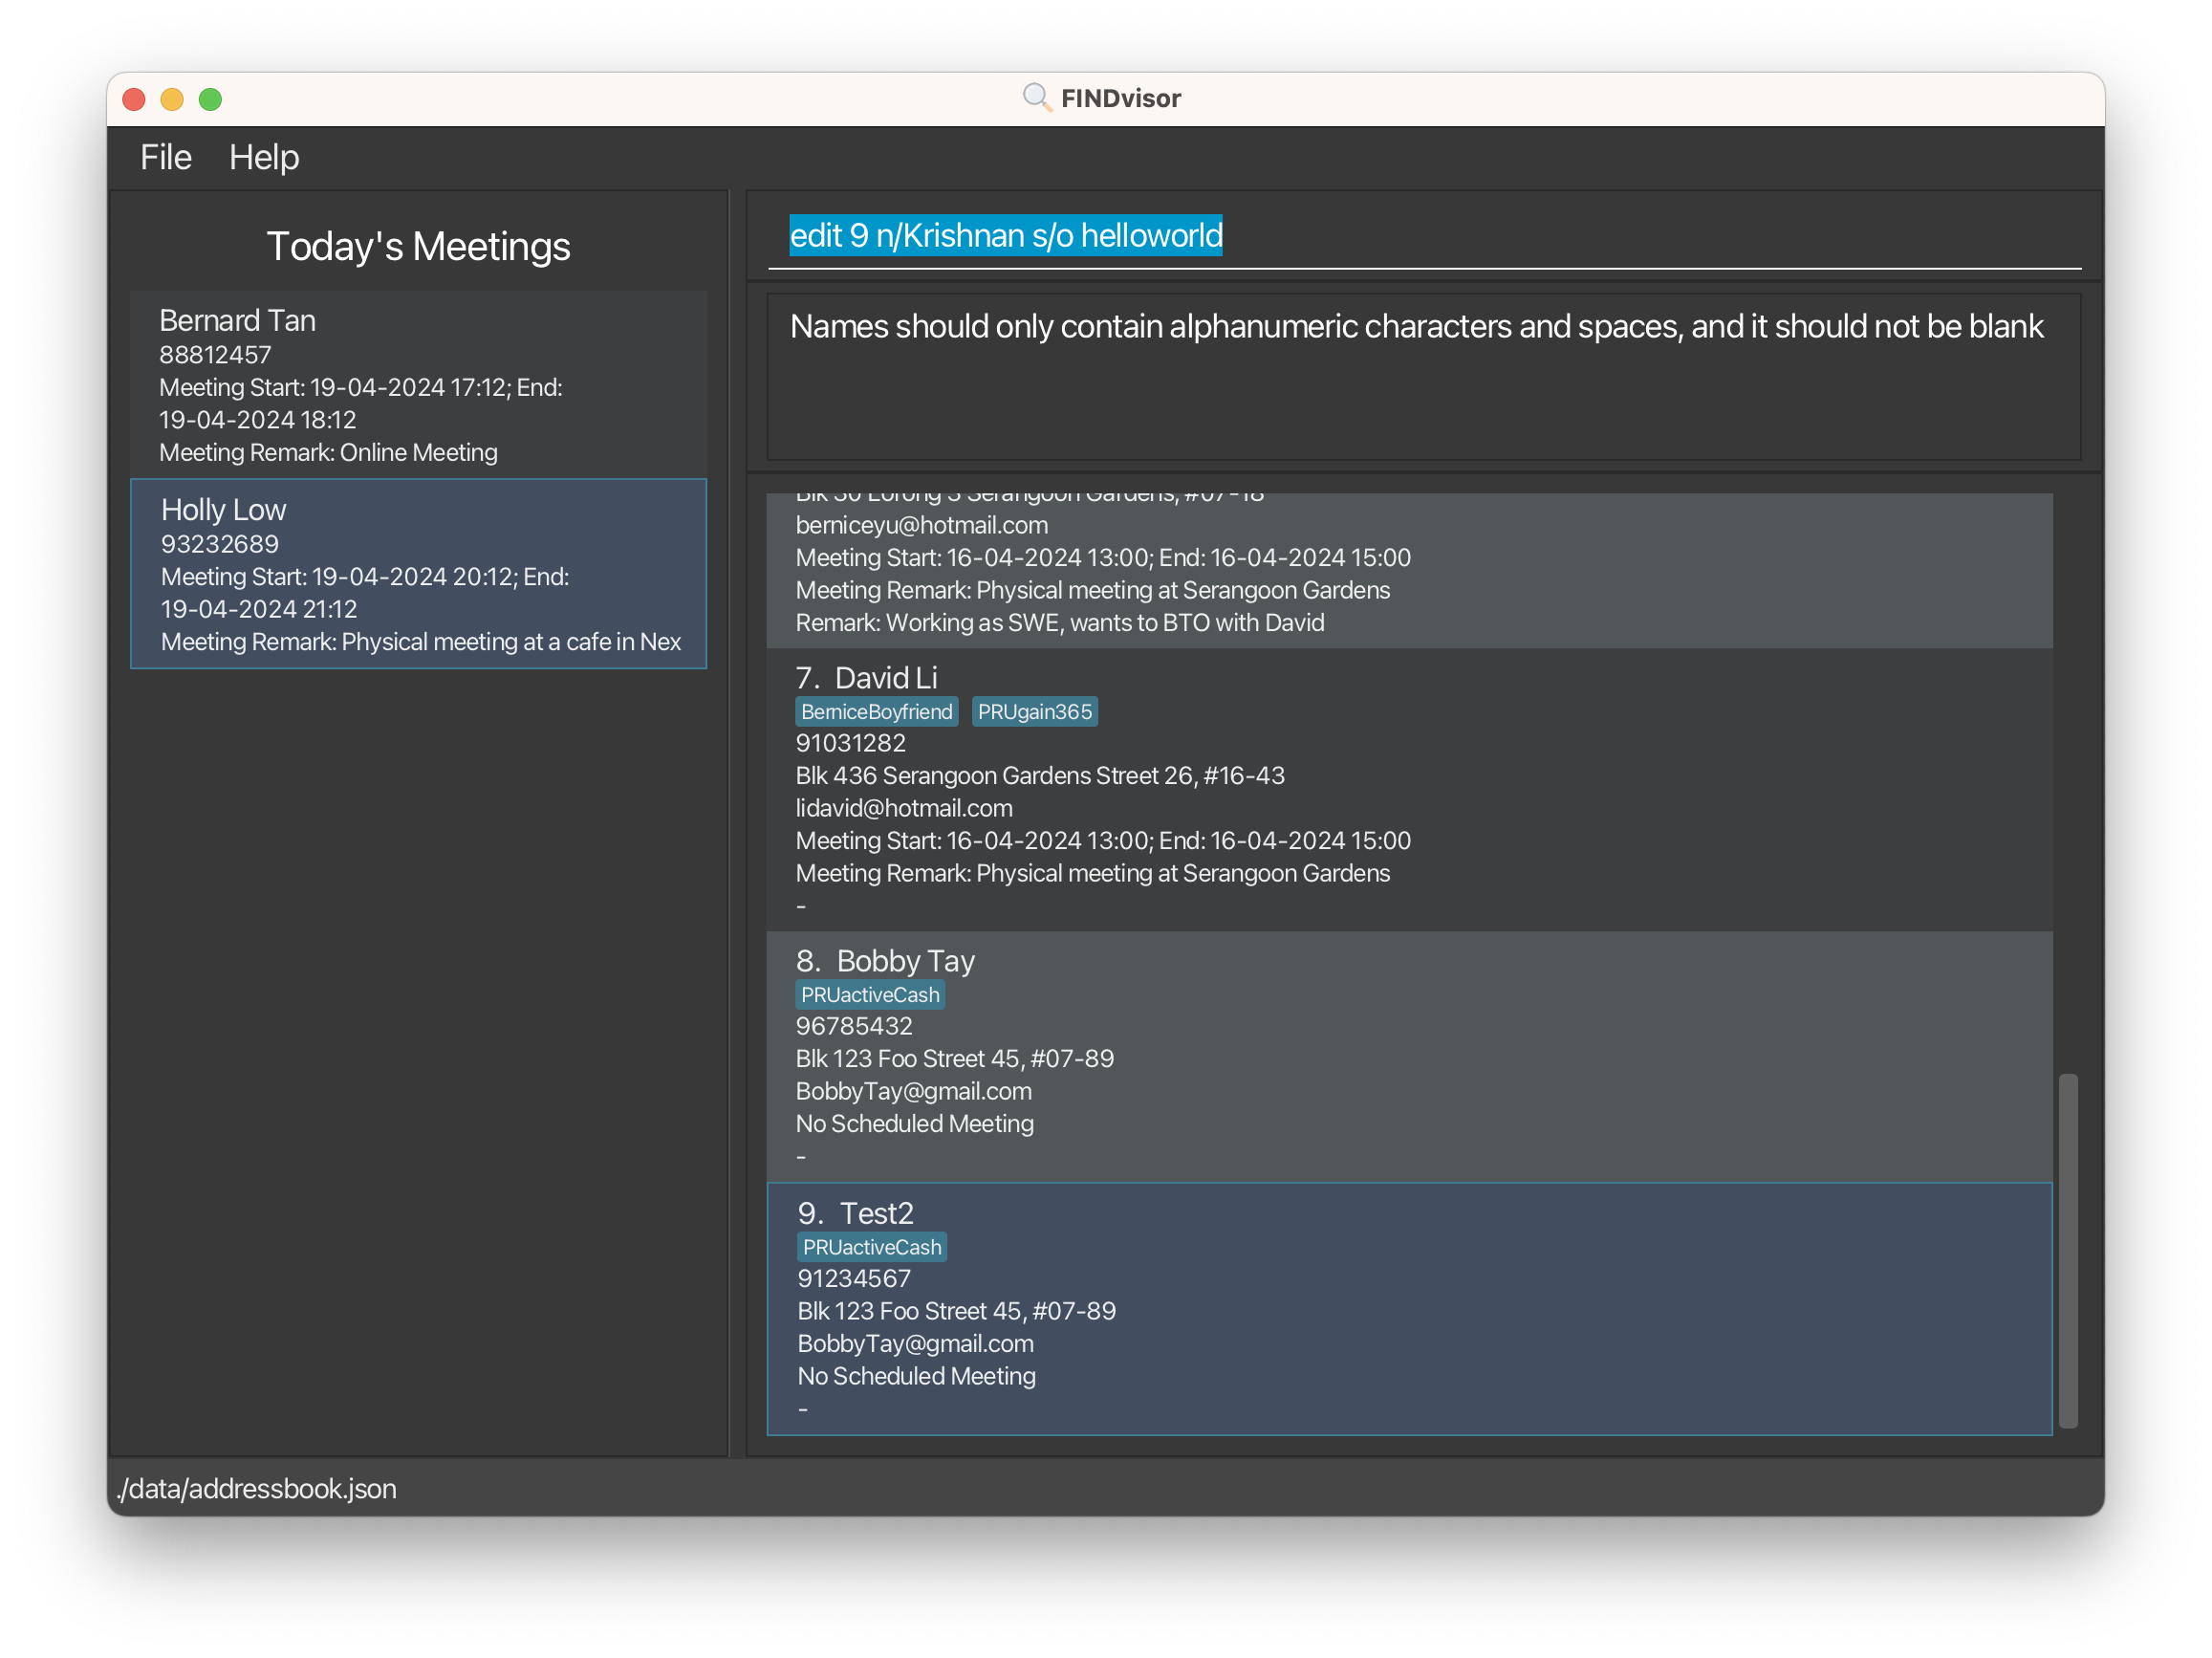 FINDvisor
File Help
Today's Meetings
Bernard Tan
88812457
Meeting Start: 19-04-2024 17:12; End:
19-04-2024 18:12
Meeting Remark: Online Meeting
Holly Low
93232689
Meeting Start: 19-04-2024 20:12; End:
19-04-2024 21:12
Meeting Remark: Physical meeting at a cafe in Nex
edit 9 n/Krishnan s/o helloworld
Names should only contain alphanumeric characters and spaces, and it should not be blank
Blk 30 Lorong 3 Serangoon Gardens, #07-18
berniceyu@hotmail.com
Meeting Start: 16-04-2024 13:00; End: 16-04-2024 15:00
Meeting Remark: Physical meeting at Serangoon Gardens
Remark: Working as SWE, wants to BTO with David
7. David Li
BerniceBoyfriend PRUgain365
91031282
Blk 436 Serangoon Gardens Street 26, #16-43
lidavid@hotmail.com
Meeting Start: 16-04-2024 13:00; End: 16-04-2024 15:00
Meeting Remark: Physical meeting at Serangoon Gardens
-
8. Bobby Tay
PRUactiveCash
96785432
Blk 123 Foo Street 45, #07-89
BobbyTay@gmail.com
No Scheduled Meeting
-
9. Test2
PRUactiveCash
91234567
Blk 123 Foo Street 45, #07-89
BobbyTay@gmail.com
No Scheduled Meeting
-
./data/addressbook.json